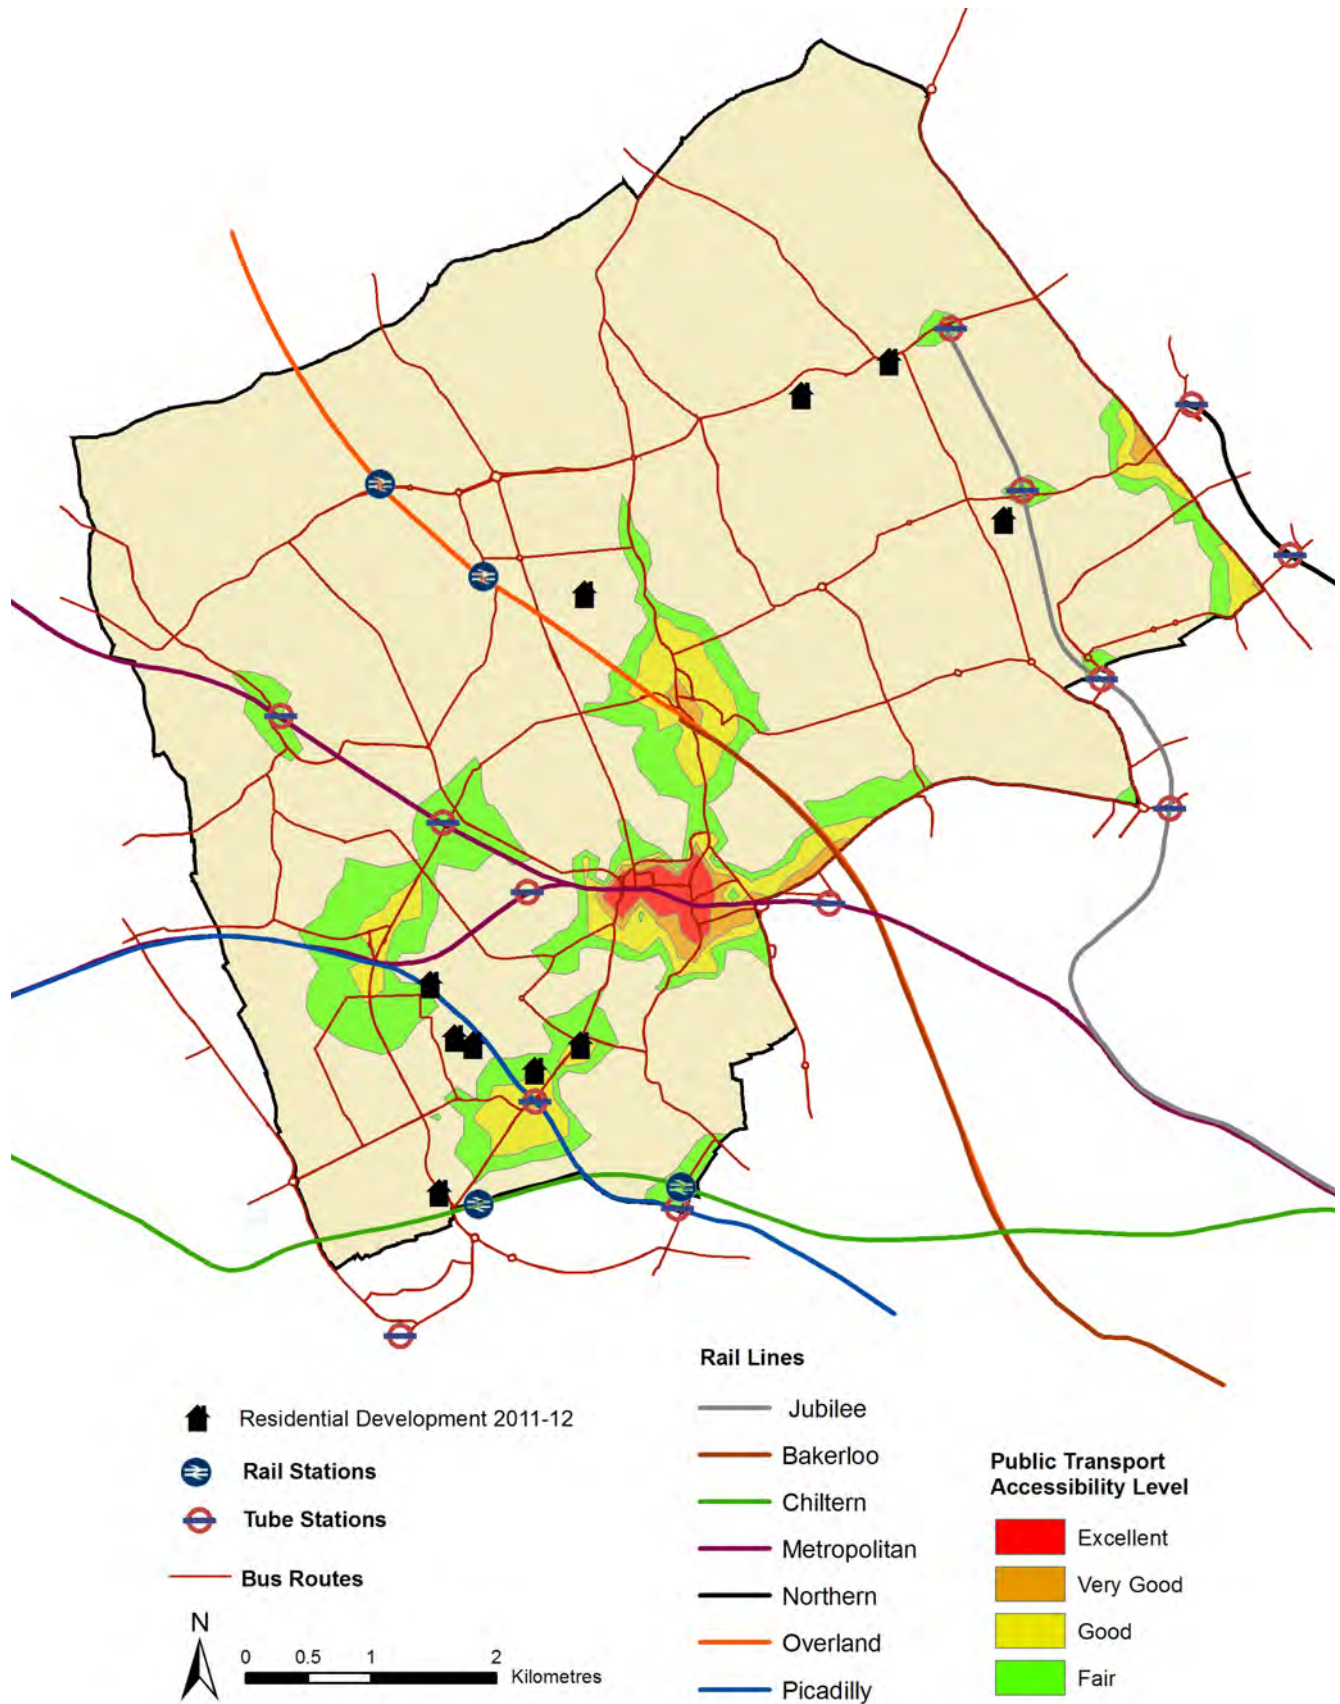 Residential Development 2011-12
Rail Stations
Tube Stations
Bus Routes
N
0 0.5 1 2
Kilometres
Rail Lines
Jubilee
Bakerloo
Chiltern
Metropolitan
Northern
Overland
Picadilly
Public Transport
Accessibility Level
Excellent
Very Good
Good
Fair